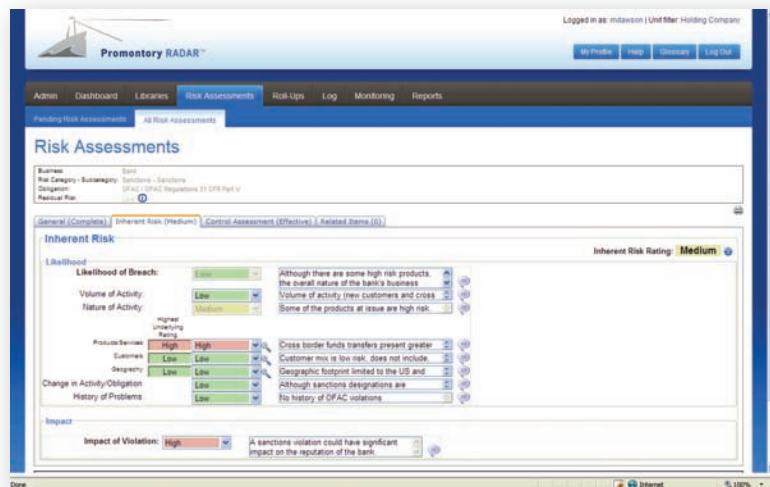 Logged in as: mdawson | Unit filter: Holding Company
Promontory RADAR™
My Profile Help Glossary Log Out
Admin Dashboard Libraries Risk Assessments Roll-Ups Log Monitoring Reports
Pending Risk Assessments All Risk Assessments
Risk Assessments
Business: Bank
Risk Category - Subcategory: Sanctions - Sanctions
Obligation: OFAC / OFAC Regulations 31 CFR Part V
Residual Risk: Low
General (Complete) Inherent Risk (Medium) Control Assessment (Effective) Related Items (0)
Inherent Risk
Inherent Risk Rating: Medium
Likelihood
Likelihood of Breach: Low Although there are some high risk products, the overall nature of the bank's business
Volume of Activity: Low Volume of activity (new customers and cross
Nature of Activity: Medium Some of the products at issue are high risk.
Highest Underlying Rating
Products/Services: High High Cross border funds transfers present greater
Customers: Low Low Customer mix is low risk, does not include,
Geography: Low Low Geographic footprint limited to the US and
Change in Activity/Obligation Low Although sanctions designations are
History of Problems Low No history of OFAC violations
Impact
Impact of Violation: High A sanctions violation could have significant impact on the reputation of the bank.
Done Internet 100%